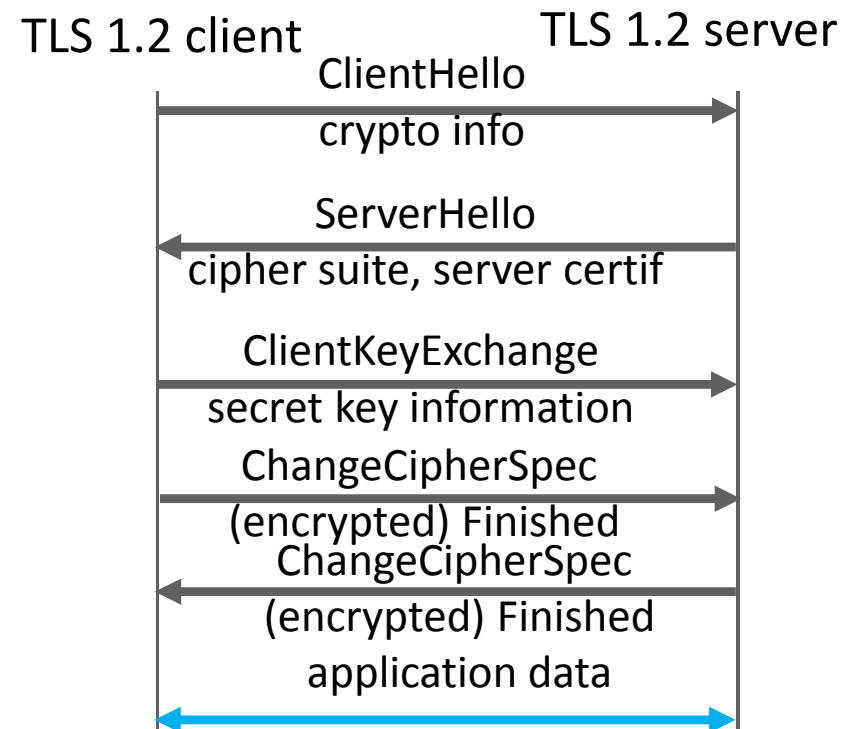 TLS 1.2 client
TLS 1.2 server
ClientHello
crypto info
ServerHello
cipher suite, server certif
ClientKeyExchange
secret key information
ChangeCipherSpec
(encrypted) Finished
ChangeCipherSpec
(encrypted) Finished
application data